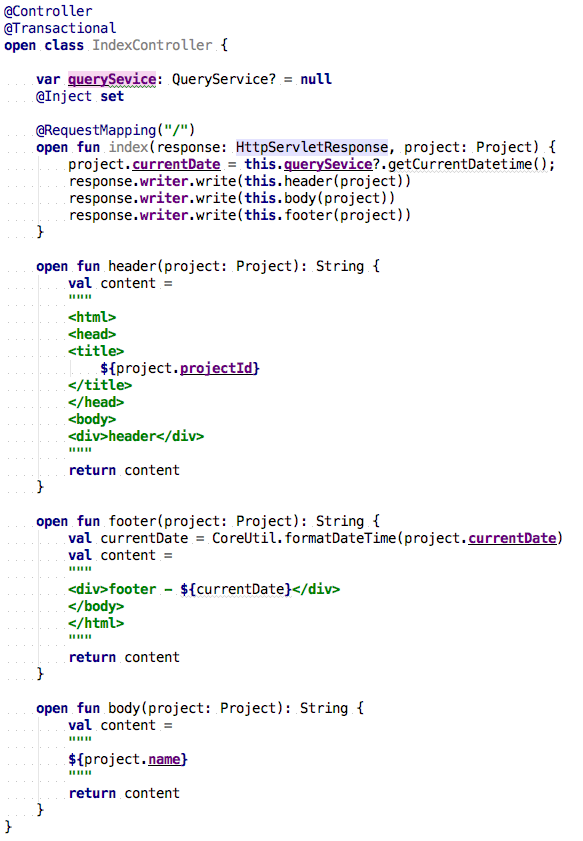 @Controller
@Transactional
open class IndexController {
var querySevice: QueryService? = null
@Inject set
@RequestMapping("/")
open fun index(response: HttpServletResponse, project: Project) {
project.currentDate = this.querySevice?.getCurrentDatetime();
response.writer.write(this.header(project))
response.writer.write(this.body(project))
response.writer.write(this.footer(project))
}
open fun header(project: Project): String {
val content =
"""
<html>
<head>
<title>
${project.projectId}
</title>
</head>
<body>
<div>header</div>
"""
return content
}
open fun footer(project: Project): String {
val currentDate = CoreUtil.formatDateTime(project.currentDate)
val content =
"""
<div>footer - ${currentDate}</div>
</body>
</html>
"""
return content
}
open fun body(project: Project): String {
val content =
"""
${project.name}
"""
return content
}
}